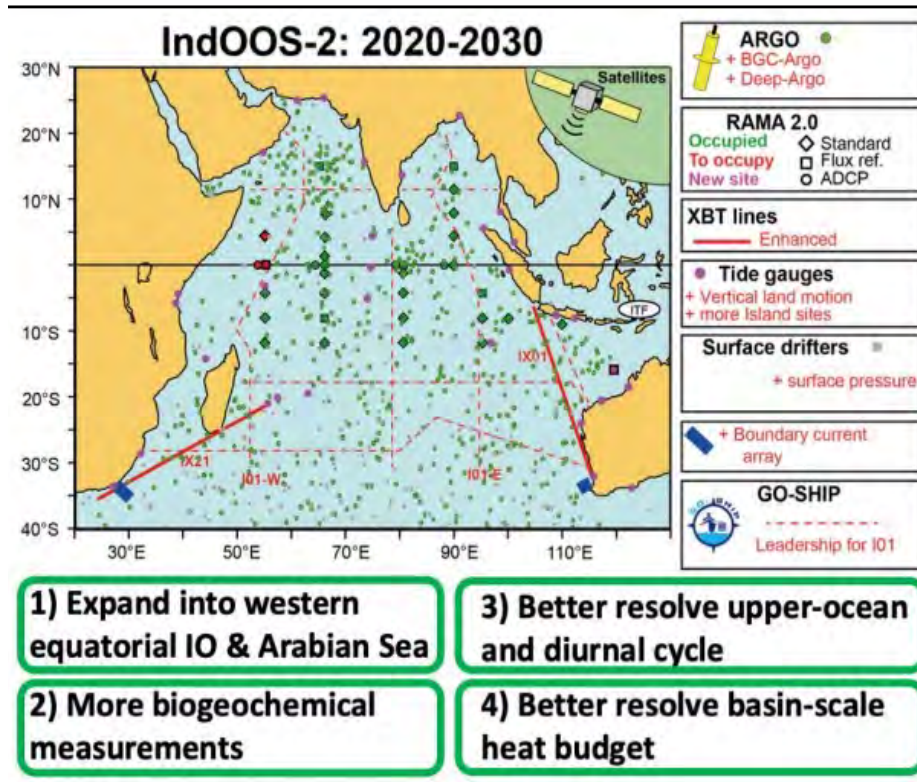 IndOOS-2: 2020-2030
30°N
20°N
10°N
0°
10°S
20°S
30°S
40°S
30°E
50°E
70°E
90°E
110°E
Satellites
ITF
IX01
IX21
I01-W
I01-E
ARGO
+ BGC-Argo
+ Deep-Argo
RAMA 2.0
Occupied
Standard
To occupy
Flux ref.
New site
ADCP
XBT lines
Enhanced
Tide gauges
+ Vertical land motion
+ more Island sites
Surface drifters
+ surface pressure
+ Boundary current
array
GO-SHIP
GO-SHIP
Leadership for I01
1) Expand into western
equatorial IO & Arabian Sea
2) More biogeochemical
measurements
3) Better resolve upper-ocean
and diurnal cycle
4) Better resolve basin-scale
heat budget